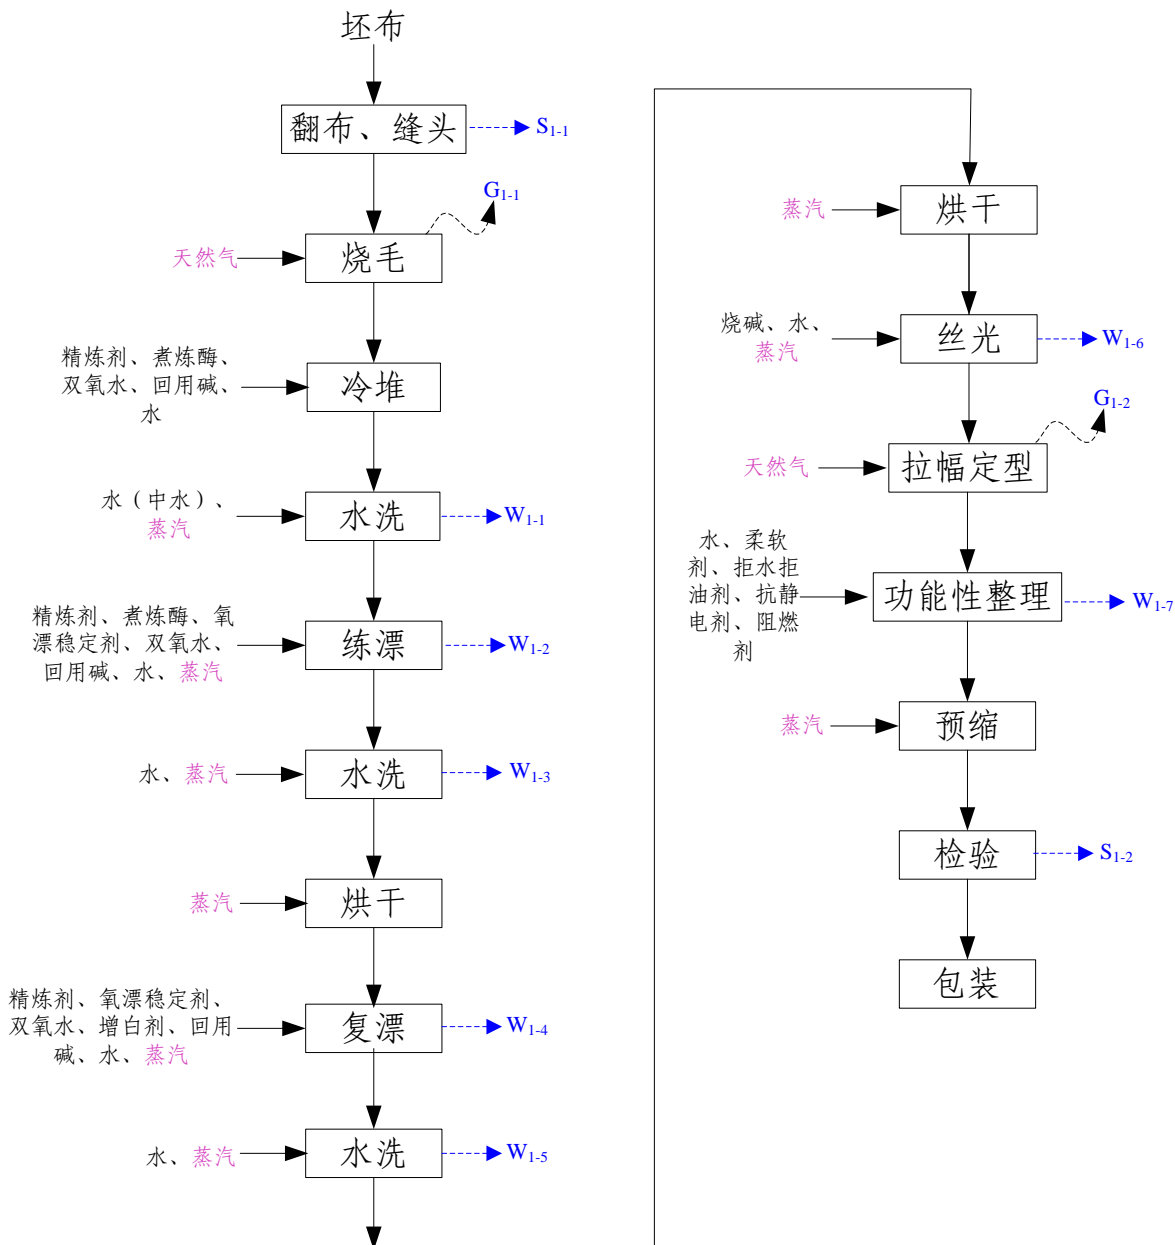 坯布
翻布、缝头
S1-1
G1-1
天然气
烧毛
精炼剂、煮炼酶、
双氧水、回用碱、
水
冷堆
水（中水）、
蒸汽
水洗
W1-1
精炼剂、煮炼酶、氧
漂稳定剂、双氧水、
回用碱、水、蒸汽
练漂
W1-2
水、蒸汽
水洗
W1-3
蒸汽
烘干
精炼剂、氧漂稳定剂、
双氧水、增白剂、回用
碱、水、蒸汽
复漂
W1-4
水、蒸汽
水洗
W1-5
蒸汽
烘干
烧碱、水、
蒸汽
丝光
W1-6
G1-2
天然气
拉幅定型
水、柔软
剂、拒水拒
油剂、抗静
电剂、阻燃
剂
功能性整理
W1-7
蒸汽
预缩
检验
S1-2
包装